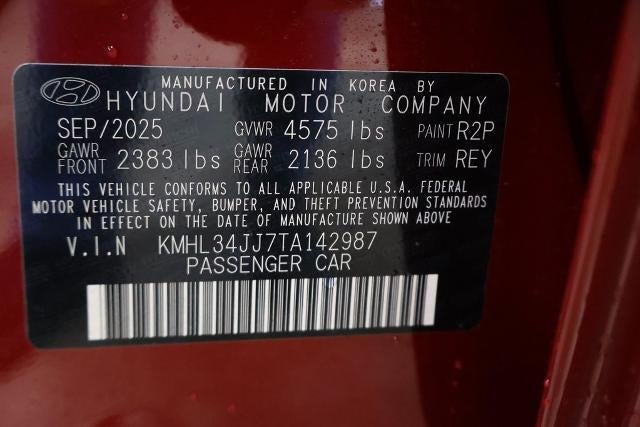 MANUFACTURED IN KOREA BY
HYUNDAI MOTOR COMPANY
SEP/2025 GVWR 4575 lbs PAINT R2P
GAWR FRONT 2383 lbs GAWR REAR 2136 lbs TRIM REY
THIS VEHICLE CONFORMS TO ALL APPLICABLE U.S.A. FEDERAL
MOTOR VEHICLE SAFETY, BUMPER, AND THEFT PREVENTION STANDARDS
IN EFFECT ON THE DATE OF MANUFACTURE SHOWN ABOVE
V.I.N KMHL34JJ7TA142987
PASSENGER CAR